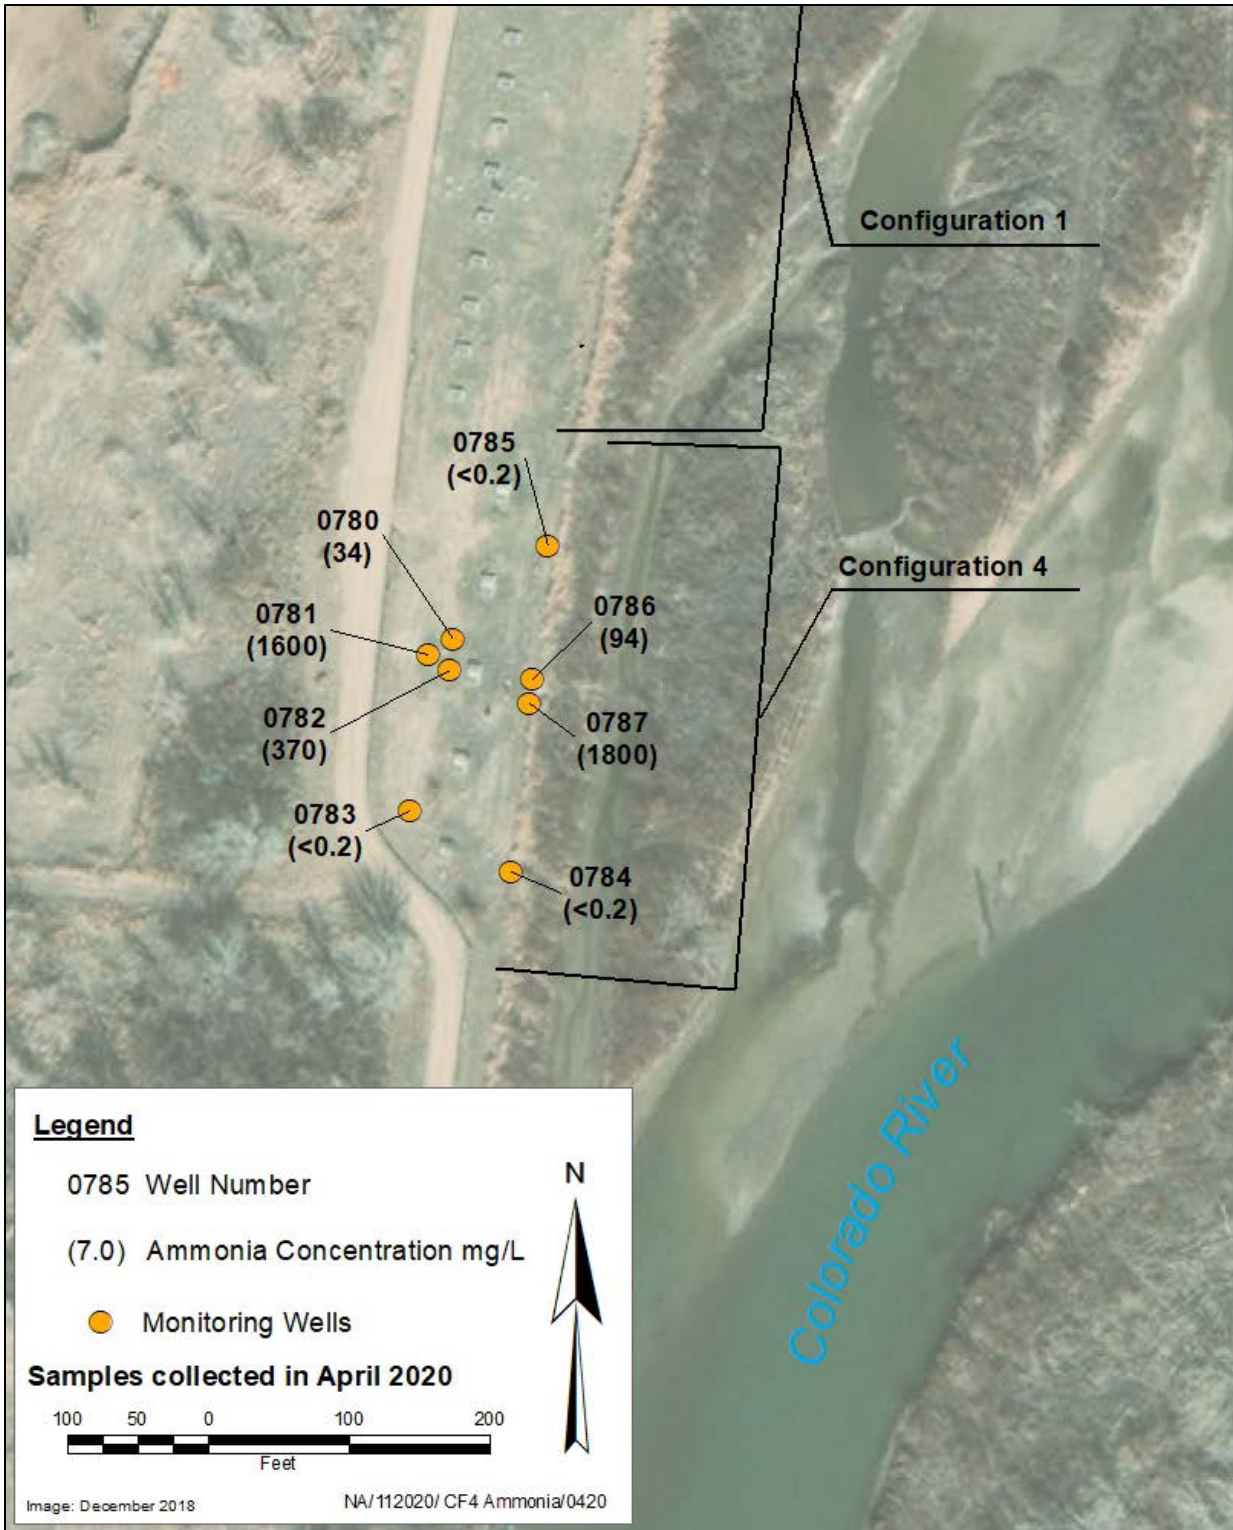 Configuration 1
0785
(<0.2)
0780
(34)
Configuration 4
0781
(1600)
0786
(94)
0782
(370)
0787
(1800)
0783
(<0.2)
0784
(<0.2)
Colorado River
Legend
0785 Well Number
(7.0) Ammonia Concentration mg/L
Monitoring Wells
N
Samples collected in April 2020
100 50 0 100 200
Feet
Image: December 2018
NA/112020/ CF4 Ammonia/0420